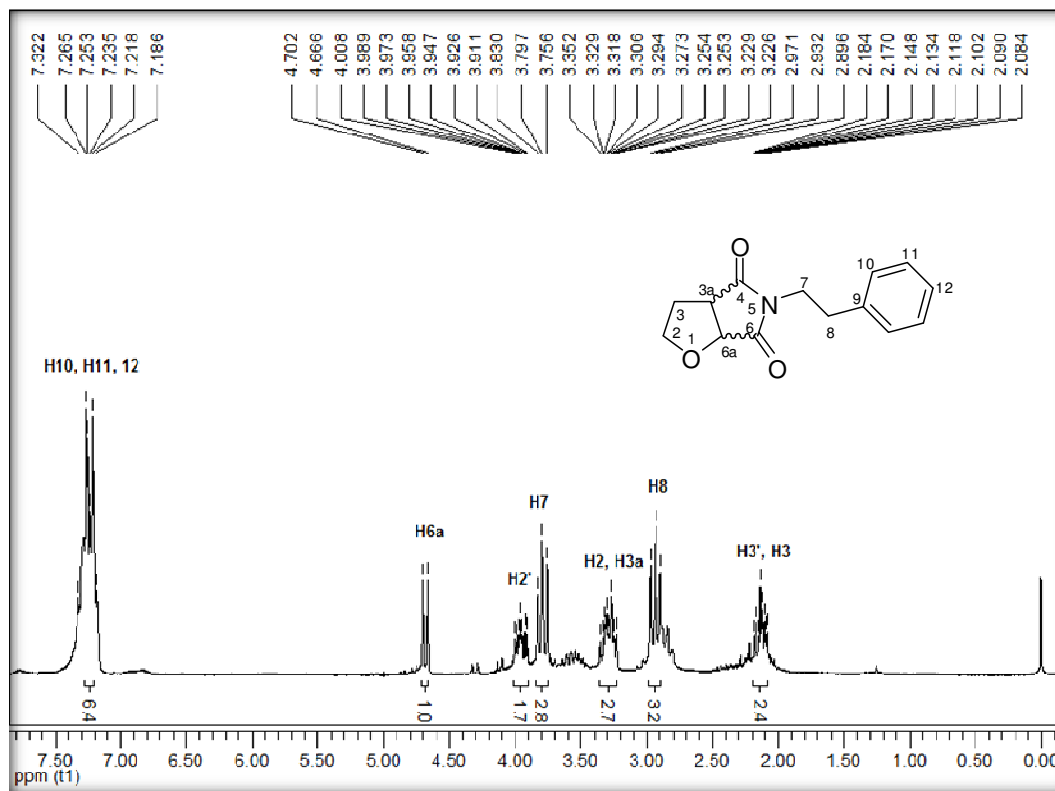 7.322 7.265 7.253 7.235 7.218 7.186 4.702 4.666 4.008 3.989 3.973 3.958 3.947 3.926 3.911 3.830 3.797 3.756 3.352 3.329 3.318 3.306 3.294 3.273 3.254 3.253 3.229 3.226 2.971 2.932 2.896 2.184 2.170 2.148 2.134 2.118 2.102 2.090 2.084
O
11
10
7
12
3a
4
N
5
9
3
8
2
6
1
O
6a
O
H10, H11, 12
H6a
H2'
H7
H2, H3a
H8
H3', H3
6.4 1.0 1.7 2.8 2.7 3.2 2.4
7.50 7.00 6.50 6.00 5.50 5.00 4.50 4.00 3.50 3.00 2.50 2.00 1.50 1.00 0.50 0.00
ppm (t1)